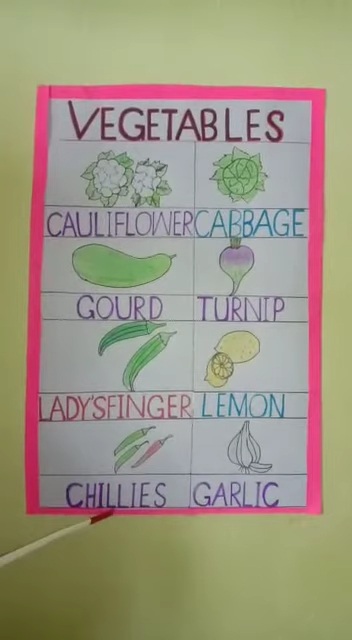 VEGETABLES
CAULIFLOWER CABBAGE
GOURD TURNIP
LADY'SFINGER LEMON
CHILLIES GARLIC